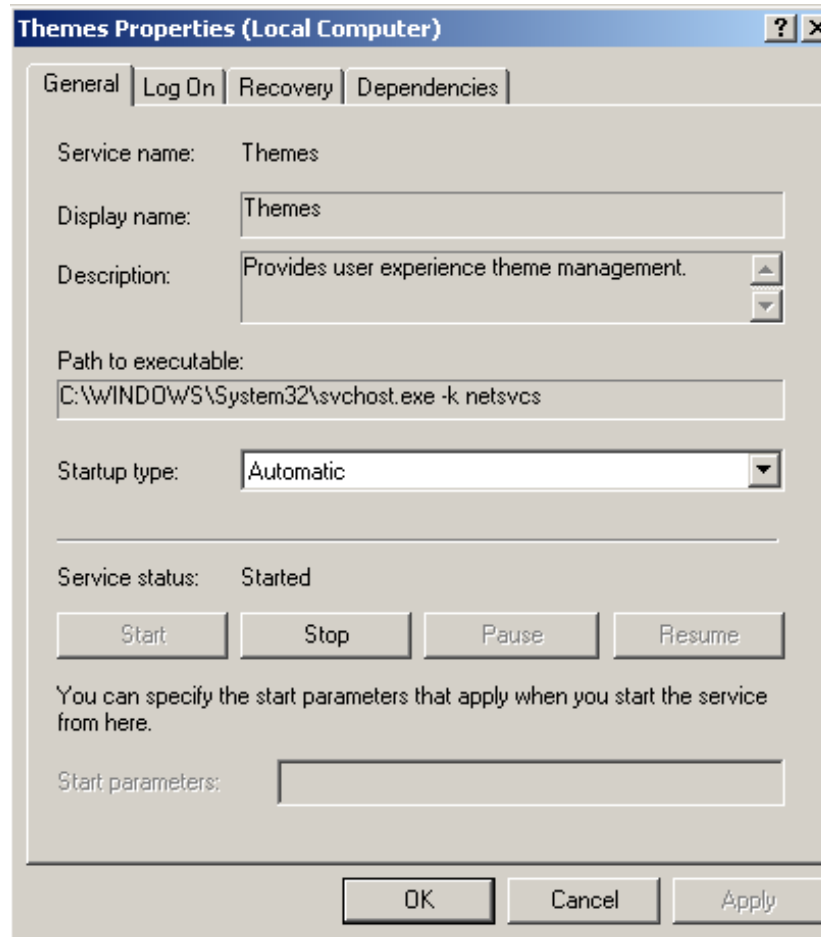 Themes Properties (Local Computer)
General Log On Recovery Dependencies
Service name: Themes
Display name: Themes
Description: Provides user experience theme management.
Path to executable:
C:\WINDOWS\System32\svchost.exe -k netsvcs
Startup type: Automatic
Service status: Started
Start Stop Pause Resume
You can specify the start parameters that apply when you start the service
from here.
Start parameters:
OK Cancel Apply